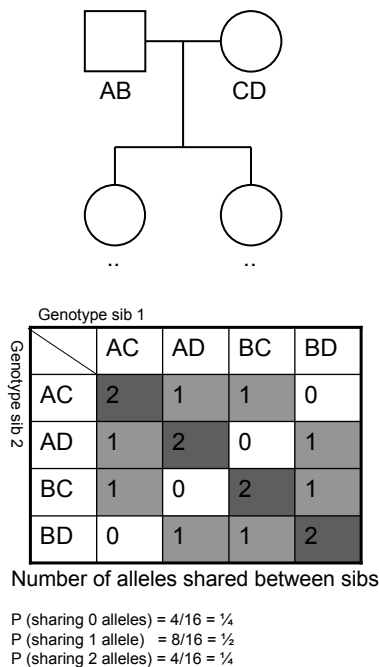 AB CD
.. ..
Genotype sib 1
Genotype sib 2
AC AD BC BD
AC 2 1 1 0
AD 1 2 0 1
BC 1 0 2 1
BD 0 1 1 2
Number of alleles shared between sibs
P (sharing 0 alleles) = 4/16 = ¼
P (sharing 1 allele) = 8/16 = ½
P (sharing 2 alleles) = 4/16 = ¼